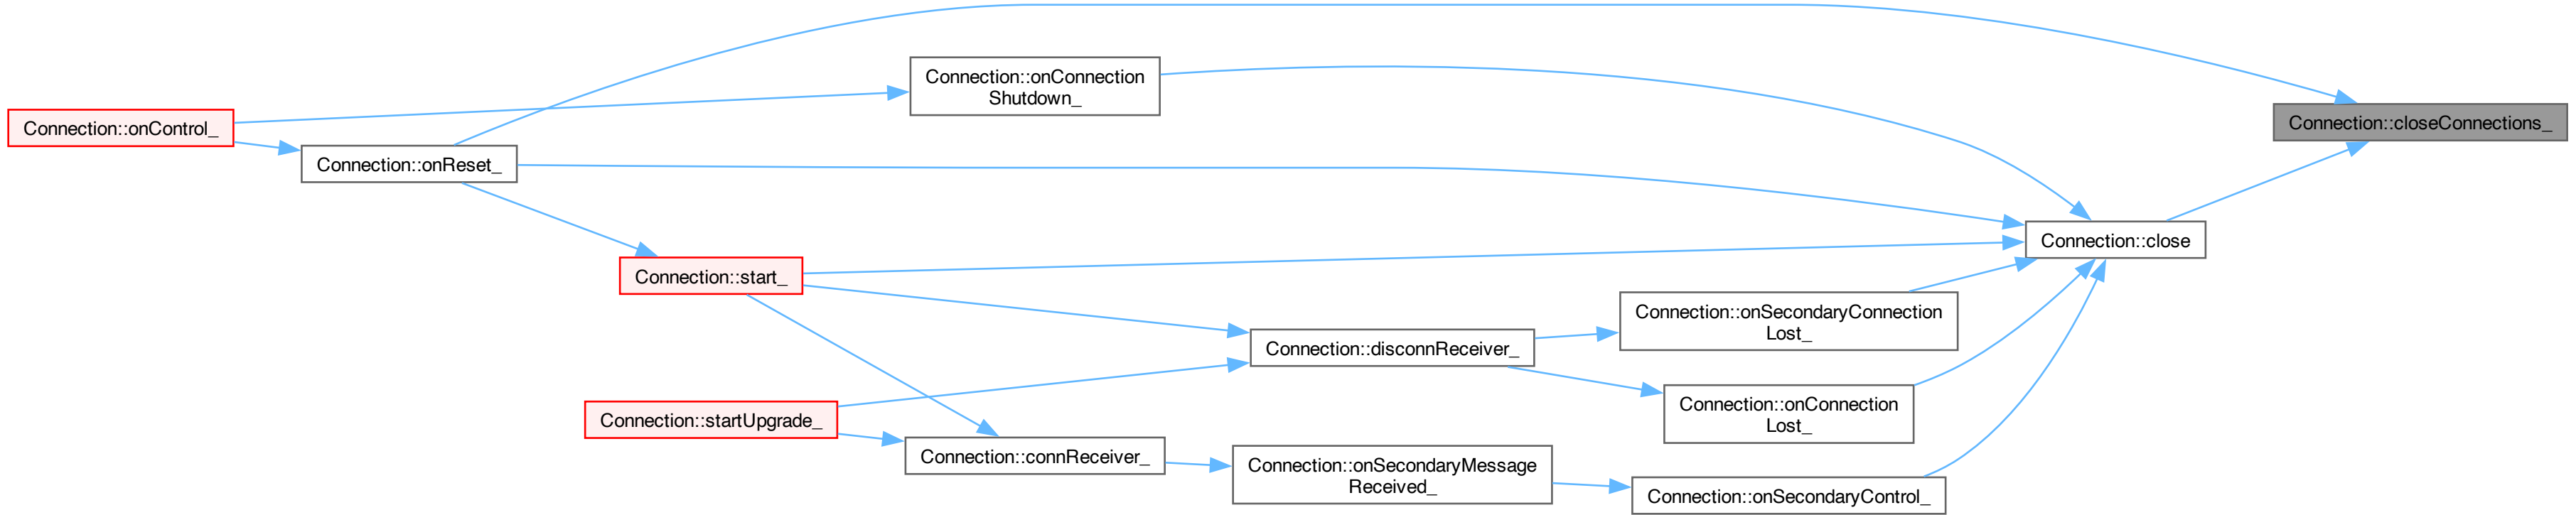 Connection::onConnection
Shutdown_
Connection::closeConnections_
Connection::onControl_
Connection::onReset_
Connection::close
Connection::start_
Connection::onSecondaryConnection
Lost_
Connection::disconnReceiver_
Connection::onConnection
Lost_
Connection::startUpgrade_
Connection::connReceiver_
Connection::onSecondaryMessage
Received_
Connection::onSecondaryControl_